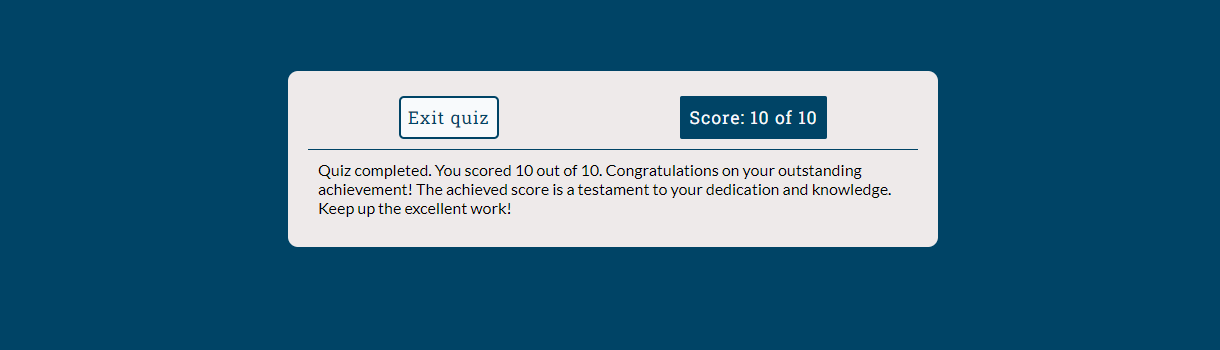 Exit quiz
Score: 10 of 10
Quiz completed. You scored 10 out of 10. Congratulations on your outstanding
achievement! The achieved score is a testament to your dedication and knowledge.
Keep up the excellent work!